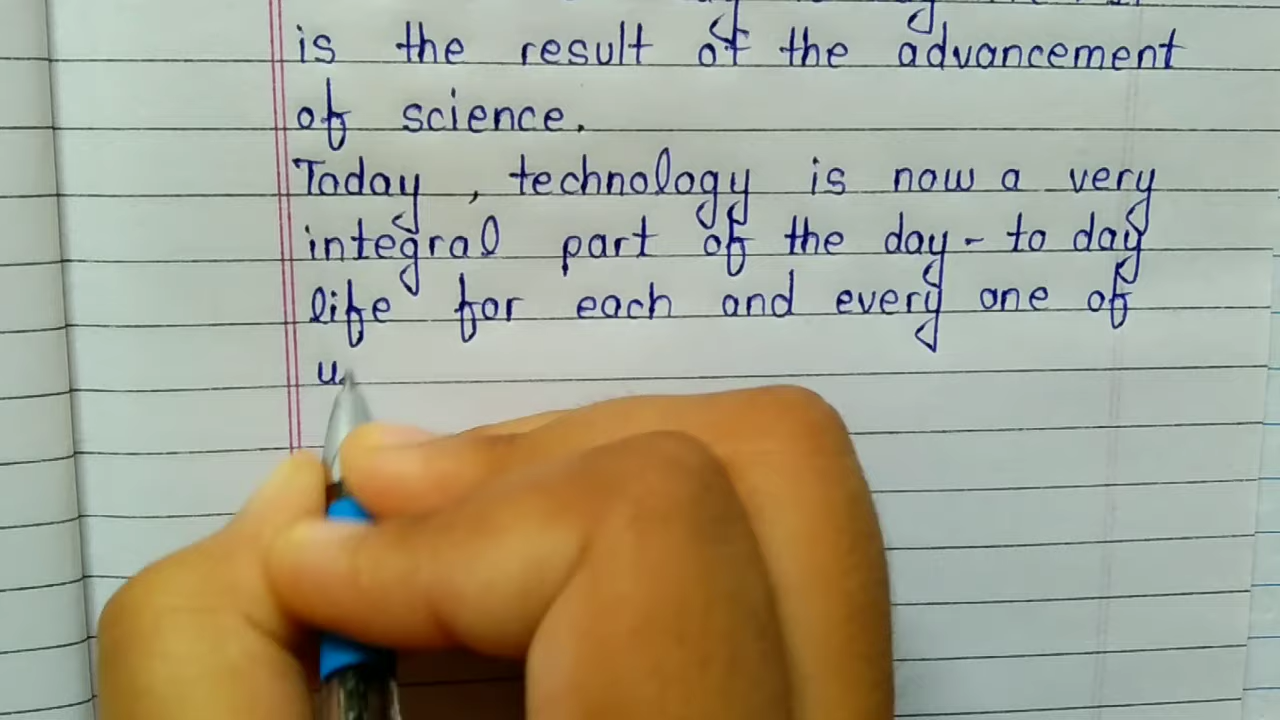 is the result of the advancement
of science.
Today, technology is now a very
integral part of the day - to day
life for each and every one of
u